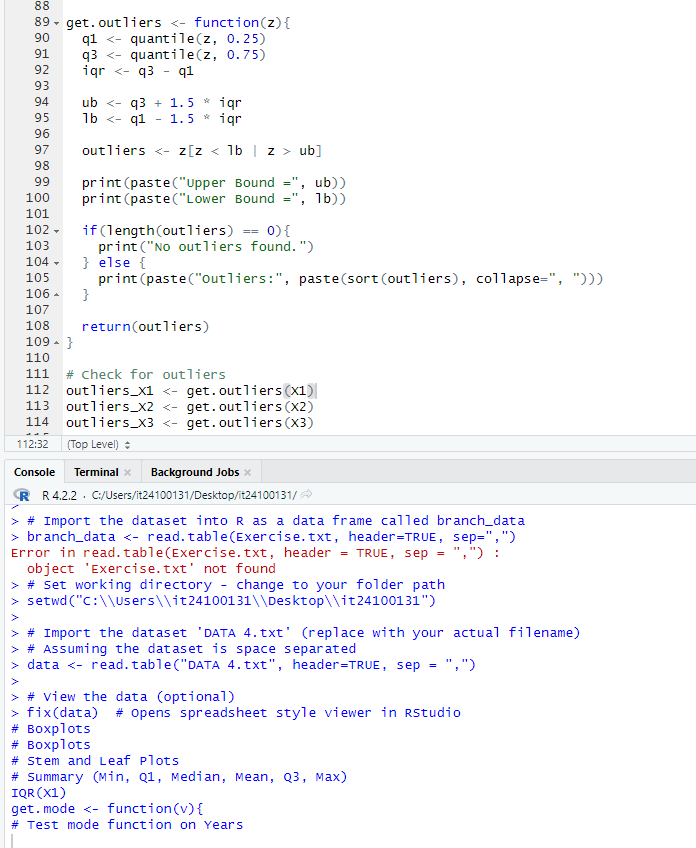 88
89 get.outliers <- function(z){
90 q1 <- quantile(z, 0.25)
91 q3 <- quantile(z, 0.75)
92 iqr <- q3 - q1
93
94 ub <- q3 + 1.5 * iqr
95 lb <- q1 - 1.5 * iqr
96
97 outliers <- z[z < lb | z > ub]
98
99 print(paste("Upper Bound =", ub))
100 print(paste("Lower Bound =", lb))
101
102 if(length(outliers) == 0){
103 print("No outliers found.")
104 } else {
105 print(paste("Outliers:", paste(sort(outliers), collapse=", ")))
106 }
107
108 return(outliers)
109 }
110
111 # Check for outliers
112 outliers_X1 <- get.outliers(X1)
113 outliers_X2 <- get.outliers(X2)
114 outliers_X3 <- get.outliers(X3)
112:32 (Top Level)
Console Terminal Background Jobs
R R 4.2.2 · C:/Users/it24100131/Desktop/it24100131/
>
> # Import the dataset into R as a data frame called branch_data
> branch_data <- read.table(Exercise.txt, header=TRUE, sep=",")
Error in read.table(Exercise.txt, header = TRUE, sep = ",") :
object 'Exercise.txt' not found
> # Set working directory - change to your folder path
> setwd("C:\\Users\\it24100131\\Desktop\\it24100131")
>
> # Import the dataset 'DATA 4.txt' (replace with your actual filename)
> # Assuming the dataset is space separated
> data <- read.table("DATA 4.txt", header=TRUE, sep = ",")
>
> # View the data (optional)
> fix(data) # Opens spreadsheet style viewer in RStudio
# Boxplots
# Boxplots
# Stem and Leaf Plots
# Summary (Min, Q1, Median, Mean, Q3, Max)
IQR(X1)
get.mode <- function(v){
# Test mode function on Years